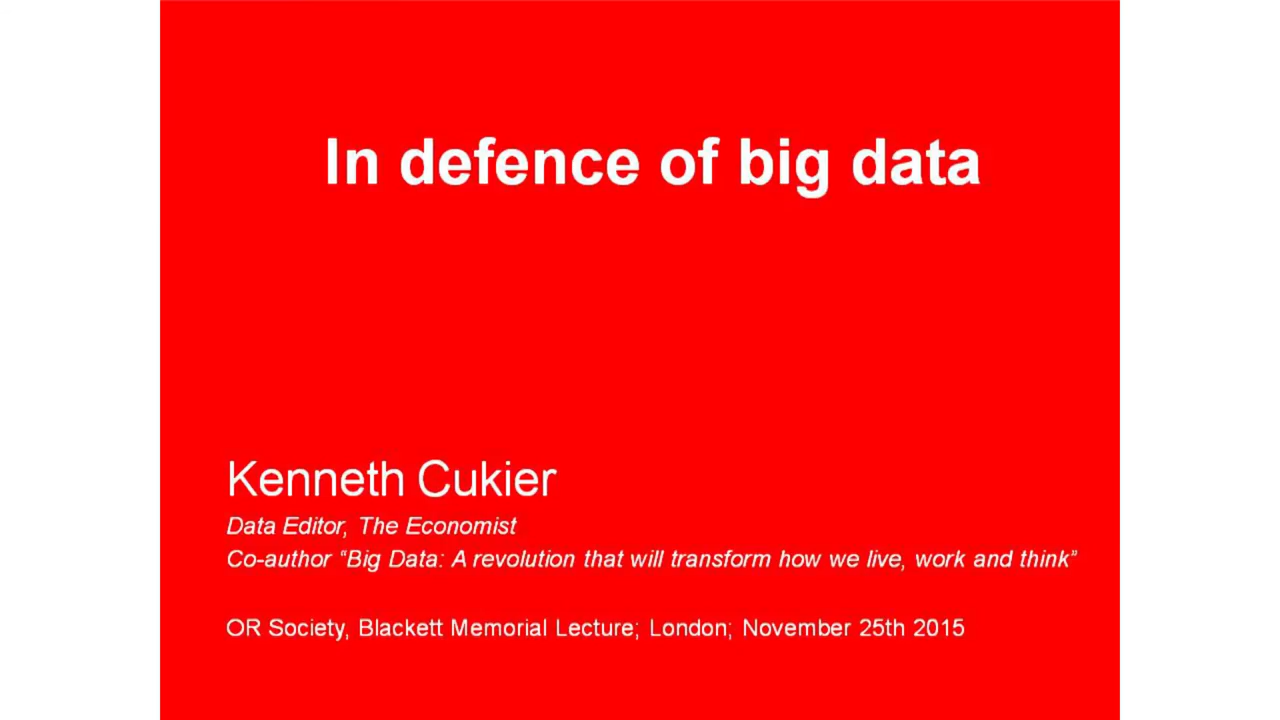 In defence of big data
Kenneth Cukier
Data Editor, The Economist
Co-author “Big Data: A revolution that will transform how we live, work and think”
OR Society, Blackett Memorial Lecture; London; November 25th 2015